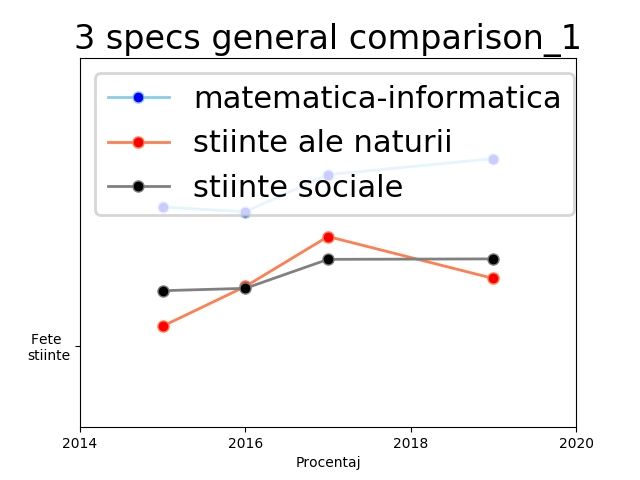 3 specs general comparison_1
matematica-informatica
stiinte ale naturii
stiinte sociale
Fete
stiinte
2014
2016
2018
2020
Procentaj